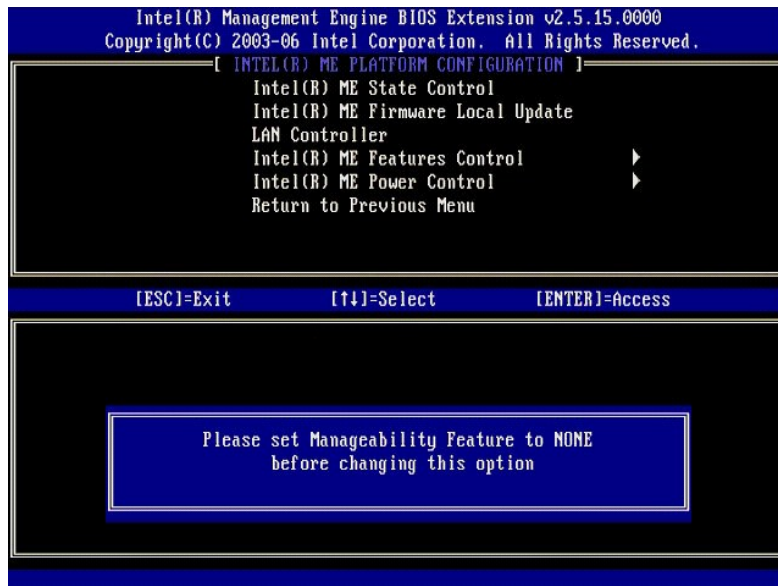 Intel(R) Management Engine BIOS Extension v2.5.15.0000
Copyright(C) 2003-06 Intel Corporation. All Rights Reserved.
[ INTEL(R) ME PLATFORM CONFIGURATION ]
Intel(R) ME State Control
Intel(R) ME Firmware Local Update
LAN Controller
Intel(R) ME Features Control ►
Intel(R) ME Power Control ►
Return to Previous Menu
[ESC]=Exit [↑↓]=Select [ENTER]=Access
Please set Manageability Feature to NONE
before changing this option